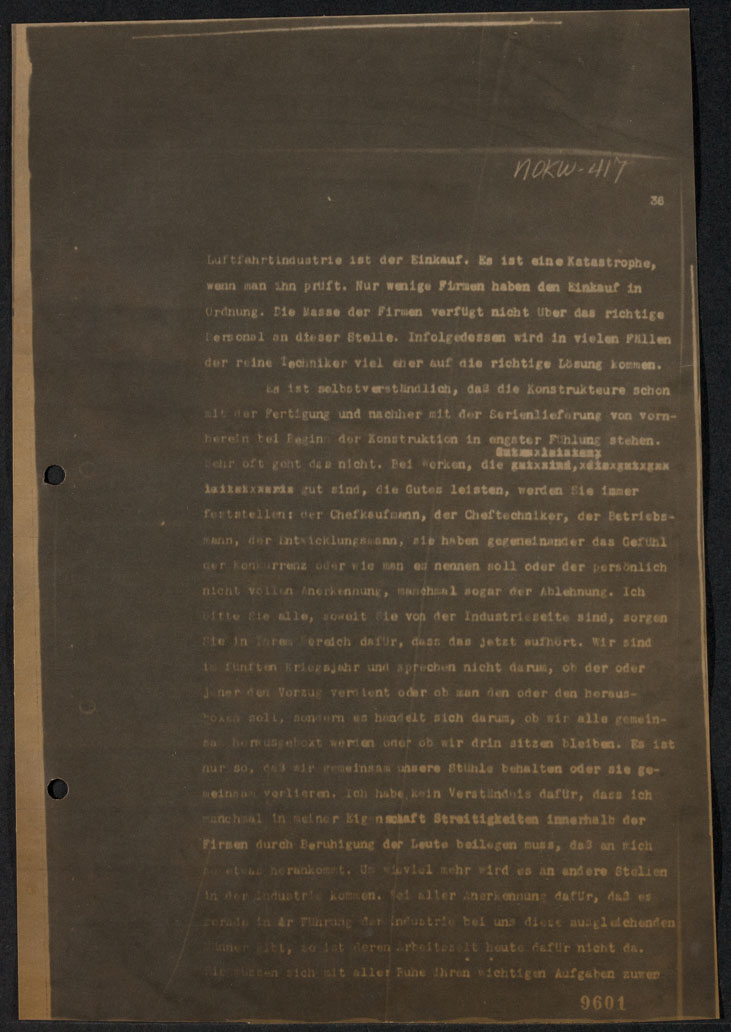 NOKW-417
36
Luftfahrtindustrie ist der Einkauf. Es ist eine Katastrophe,
wenn man ihn prüft. Nur wenige Firmen haben den Einkauf in
Ordnung. Die Masse der Firmen verfügt nicht über das richtige
Personal an dieser Stelle. Infolgedessen wird in vielen Fällen
der reine Techniker viel eher auf die richtige Lösung kommen.
Es ist selbstverständlich, daß die Konstrukteure schon
mit der Fertigung und nachher mit der Serienlieferung von vorn-
herein bei Beginn der Konstruktion in engster Fühlung stehen.
Sehr oft geht das nicht. Bei Werken, die
gut sind, die Gutes leisten, werden Sie immer
feststellen: der Chefkaufmann, der Cheftechniker, der Betriebs-
mann, der Entwicklungsmann, sie haben gegeneinander das Gefühl
der Konkurrenz oder wie man es nennen soll oder der persönlich
nicht vollen Anerkennung, manchmal sogar der Ablehnung. Ich
bitte Sie alle, soweit Sie von der Industrieseite sind, sorgen
Sie in Ihrem Bereich dafür, dass das jetzt aufhört. Wir sind
im fünften Kriegsjahr und sprechen nicht darum, ob der oder
jener den Vorzug verdient oder ob man den oder den heraus-
boxen soll, sondern es handelt sich darum, ob wir alle gemein-
sam herausgeboxt werden oder ob wir drin sitzen bleiben. Es ist
nur so, daß wir gemeinsam unsere Stühle behalten oder sie ge-
meinsam verlieren. Ich habe kein Verständnis dafür, dass ich
manchmal in meiner Eigenschaft Streitigkeiten innerhalb der
Firmen durch Beruhigung der Leute beilegen muss, daß an mich
so etwas herankommt. Um wieviel mehr wird es an andere Stellen
in der Industrie kommen. Bei aller Anerkennung dafür, daß es
gerade in der Führung der Industrie bei uns diese ausgleichenden
Männer gibt, so ist deren Arbeitszeit heute dafür nicht da.
Sie müssen sich mit aller Ruhe ihren wichtigen Aufgaben zuwen
9601